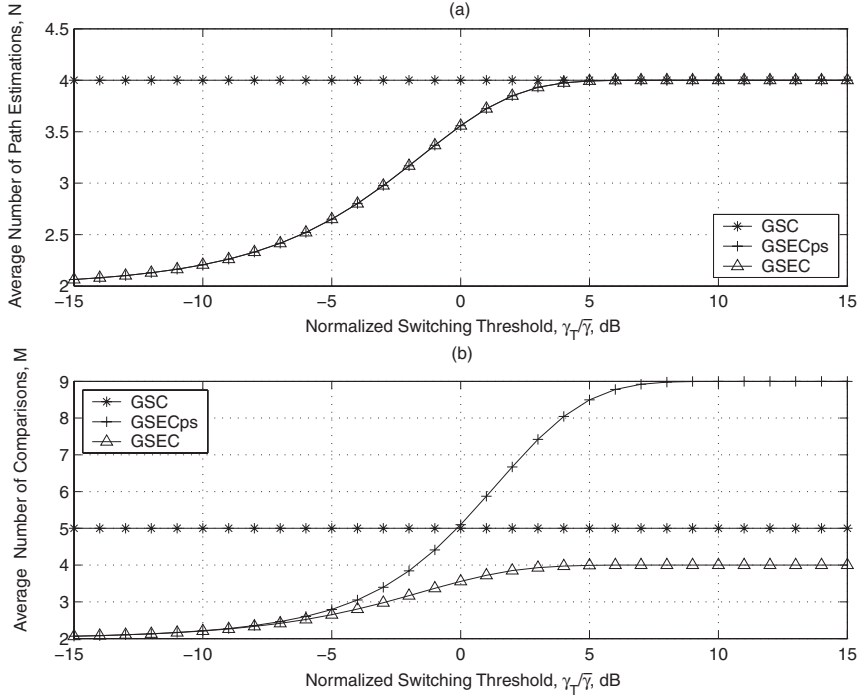 (a)
Average Number of Path Estimations, N
4.5
4
3.5
3
2.5
2
−15
−10
−5
0
5
10
15
GSC
GSECps
GSEC
Normalized Switching Threshold, γ_T/γ̅, dB
(b)
Average Number of Comparisons, M
9
8
7
6
5
4
3
2
−15
−10
−5
0
5
10
15
GSC
GSECps
GSEC
Normalized Switching Threshold, γ_T/γ̅, dB